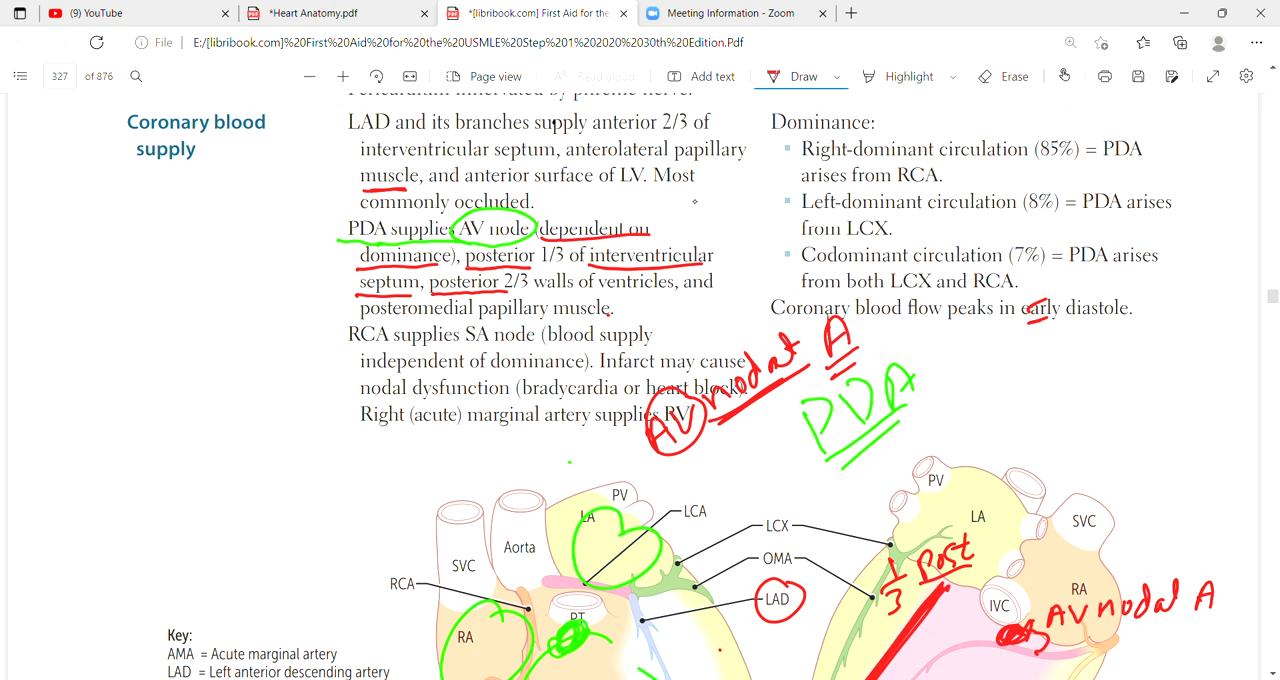 (9) YouTube
*Heart Anatomy.pdf
*[libribook.com] First Aid for the
Meeting Information - Zoom
File
E:/[libribook.com]%20First%20Aid%20for%20the%20USMLE%20Step%201%202020%2030th%20Edition.Pdf
327
of 876
Page view
Read aloud
Add text
Draw
Highlight
Erase
Pericardium innervated by phrenic nerve.
Coronary blood
supply
LAD and its branches supply anterior 2/3 of
interventricular septum, anterolateral papillary
muscle, and anterior surface of LV. Most
commonly occluded.
PDA supplies AV node (dependent on
dominance), posterior 1/3 of interventricular
septum, posterior 2/3 walls of ventricles, and
posteromedial papillary muscle.
RCA supplies SA node (blood supply
independent of dominance). Infarct may cause
nodal dysfunction (bradycardia or heart block).
Right (acute) marginal artery supplies RV.
Dominance:
Right-dominant circulation (85%) = PDA
arises from RCA.
Left-dominant circulation (8%) = PDA arises
from LCX.
Codominant circulation (7%) = PDA arises
from both LCX and RCA.
Coronary blood flow peaks in early diastole.
AV nodal A
PDA
PV
LA
LCA
LCX
Aorta
SVC
OMA
RCA
LAD
PT
RA
PV
LA
SVC
1/3 post
RA
IVC
AV nodal A
Key:
AMA = Acute marginal artery
LAD = Left anterior descending artery